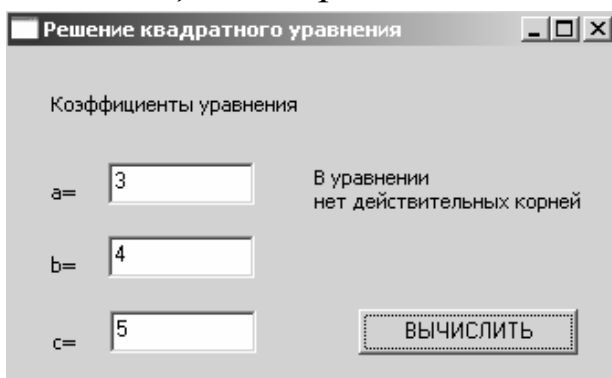 Решение квадратного уравнения
Коэффициенты уравнения
a=
3
В уравнении
нет действительных корней
b=
4
c=
5
ВЫЧИСЛИТЬ